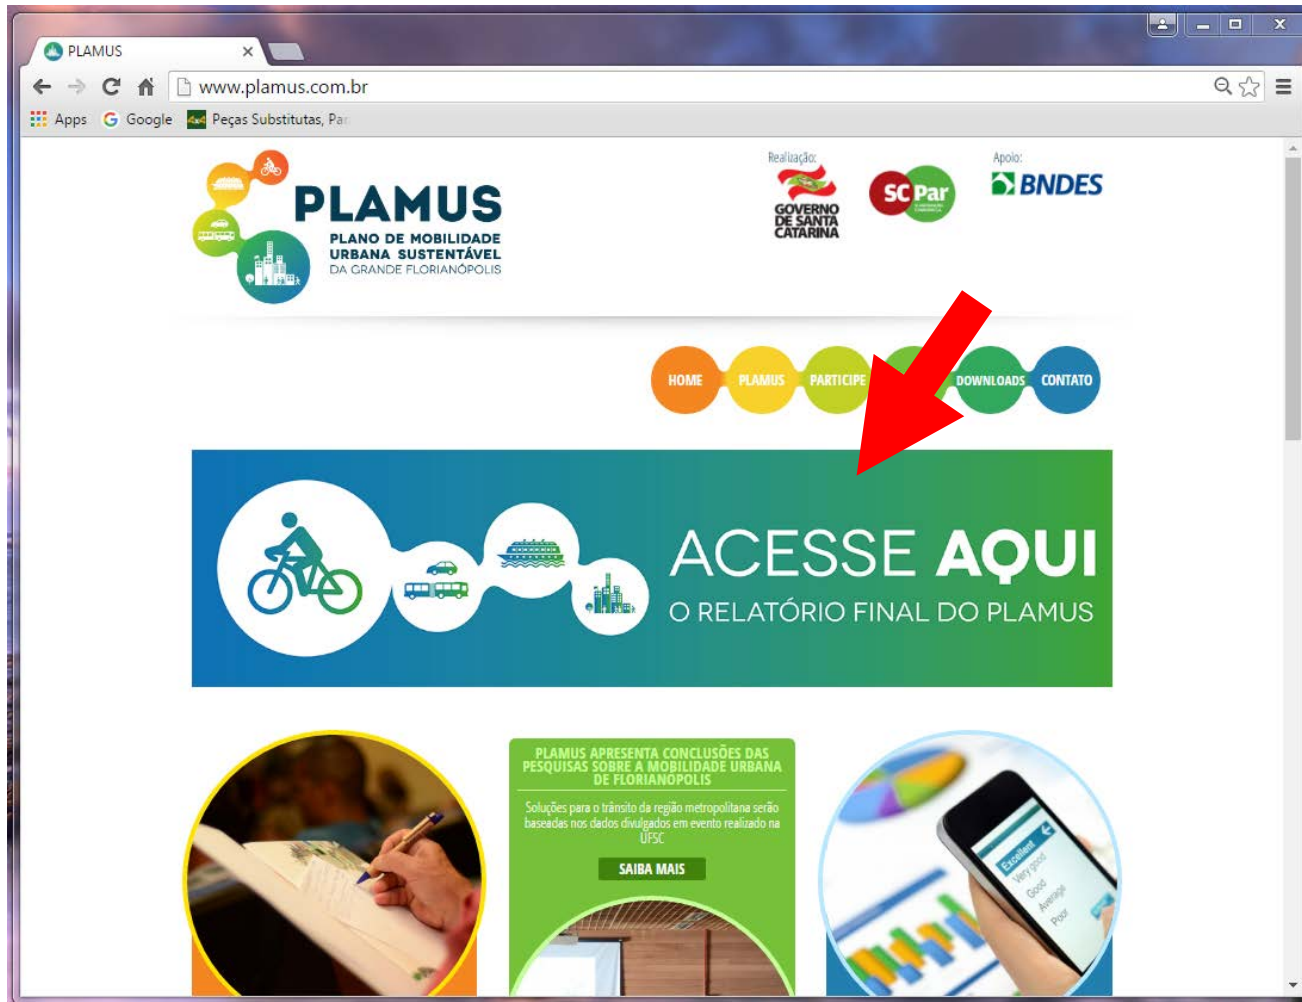 PLAMUS
www.plamus.com.br
Apps Google Peças Substitutas, Par
PLAMUS
PLANO DE MOBILIDADE
URBANA SUSTENTÁVEL
DA GRANDE FLORIANÓPOLIS
Realização:
GOVERNO
DE SANTA
CATARINA
SCPar
Apoio:
BNDES
HOME PLAMUS PARTICIPE DOWNLOADS CONTATO
ACESSE AQUI
O RELATÓRIO FINAL DO PLAMUS
PLAMUS APRESENTA CONCLUSÕES DAS
PESQUISAS SOBRE A MOBILIDADE URBANA
DE FLORIANÓPOLIS
Soluções para o trânsito da região metropolitana serão
baseadas nos dados divulgados em evento realizado na
UFSC
SAIBA MAIS
Excellent
Very good
Good
Average
Poor